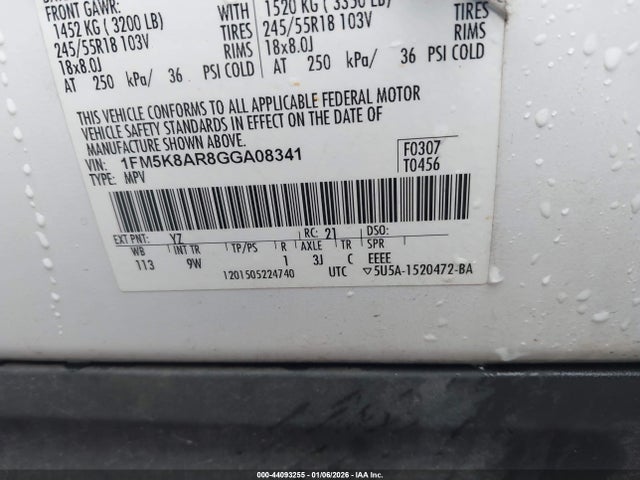 FRONT GAWR:
1452 KG ( 3200 LB) WITH 1520 KG ( 3350 LB)
245/55R18 103V TIRES 245/55R18 103V TIRES
18x8.0J RIMS 18x8.0J RIMS
AT 250 kPa/ 36 PSI COLD AT 250 kPa/ 36 PSI COLD
THIS VEHICLE CONFORMS TO ALL APPLICABLE FEDERAL MOTOR
VEHICLE SAFETY STANDARDS IN EFFECT ON THE DATE OF
MANUFACTURE SHOWN ABOVE.
VIN: 1FM5K8AR8GGA08341 F0307
TYPE: MPV T0456
EXT PNT: YZ RC: 21 DSO:
WB INT TR TP/PS R AXLE TR SPR
113 9W 1 3J C EEEE
1201505224740 UTC ▽5U5A-1520472-BA
000-44093255 - 01/06/2026 - IAA Inc.